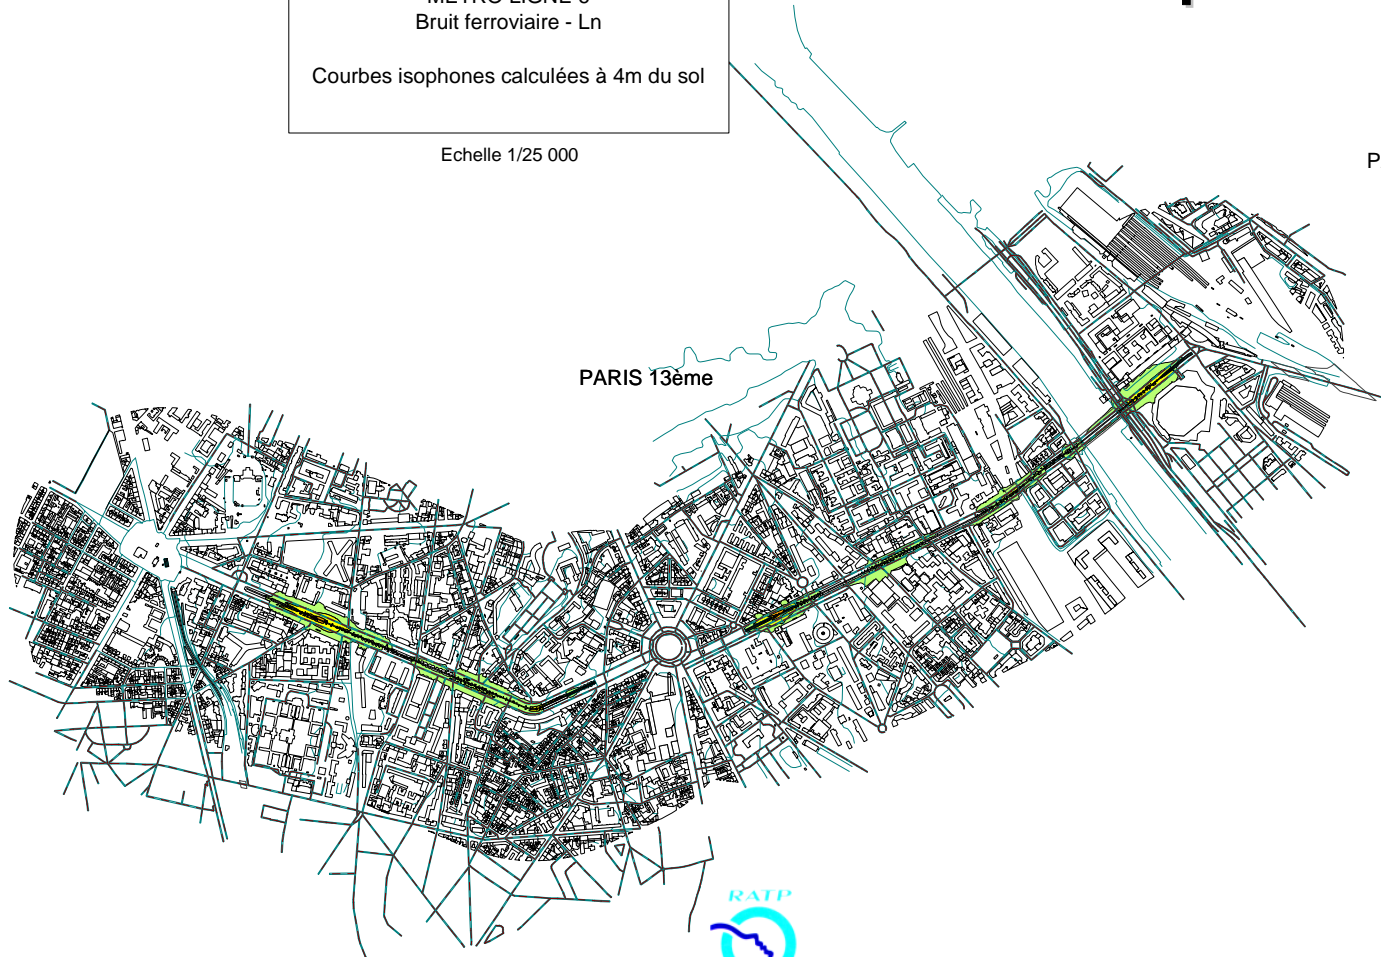 Bruit ferroviaire - Ln
Courbes isophones calculées à 4m du sol
Echelle 1/25 000
P
PARIS 13ème
RATP